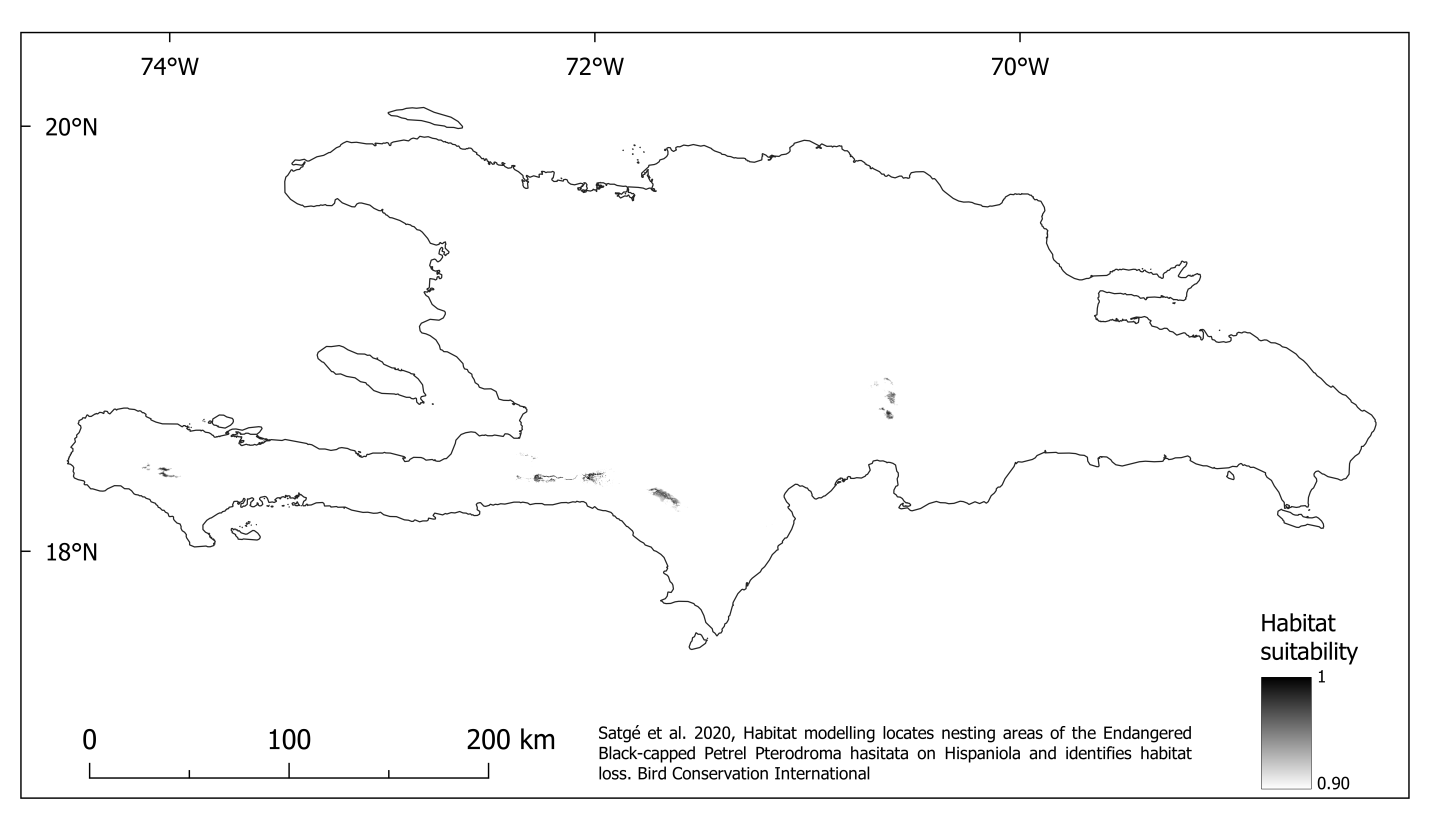 74°W
72°W
70°W
20°N
18°N
Habitat
suitability
1
0.90
0
100
200 km
Satgé et al. 2020, Habitat modelling locates nesting areas of the Endangered
Black-capped Petrel Pterodroma hasitata on Hispaniola and identifies habitat
loss. Bird Conservation International